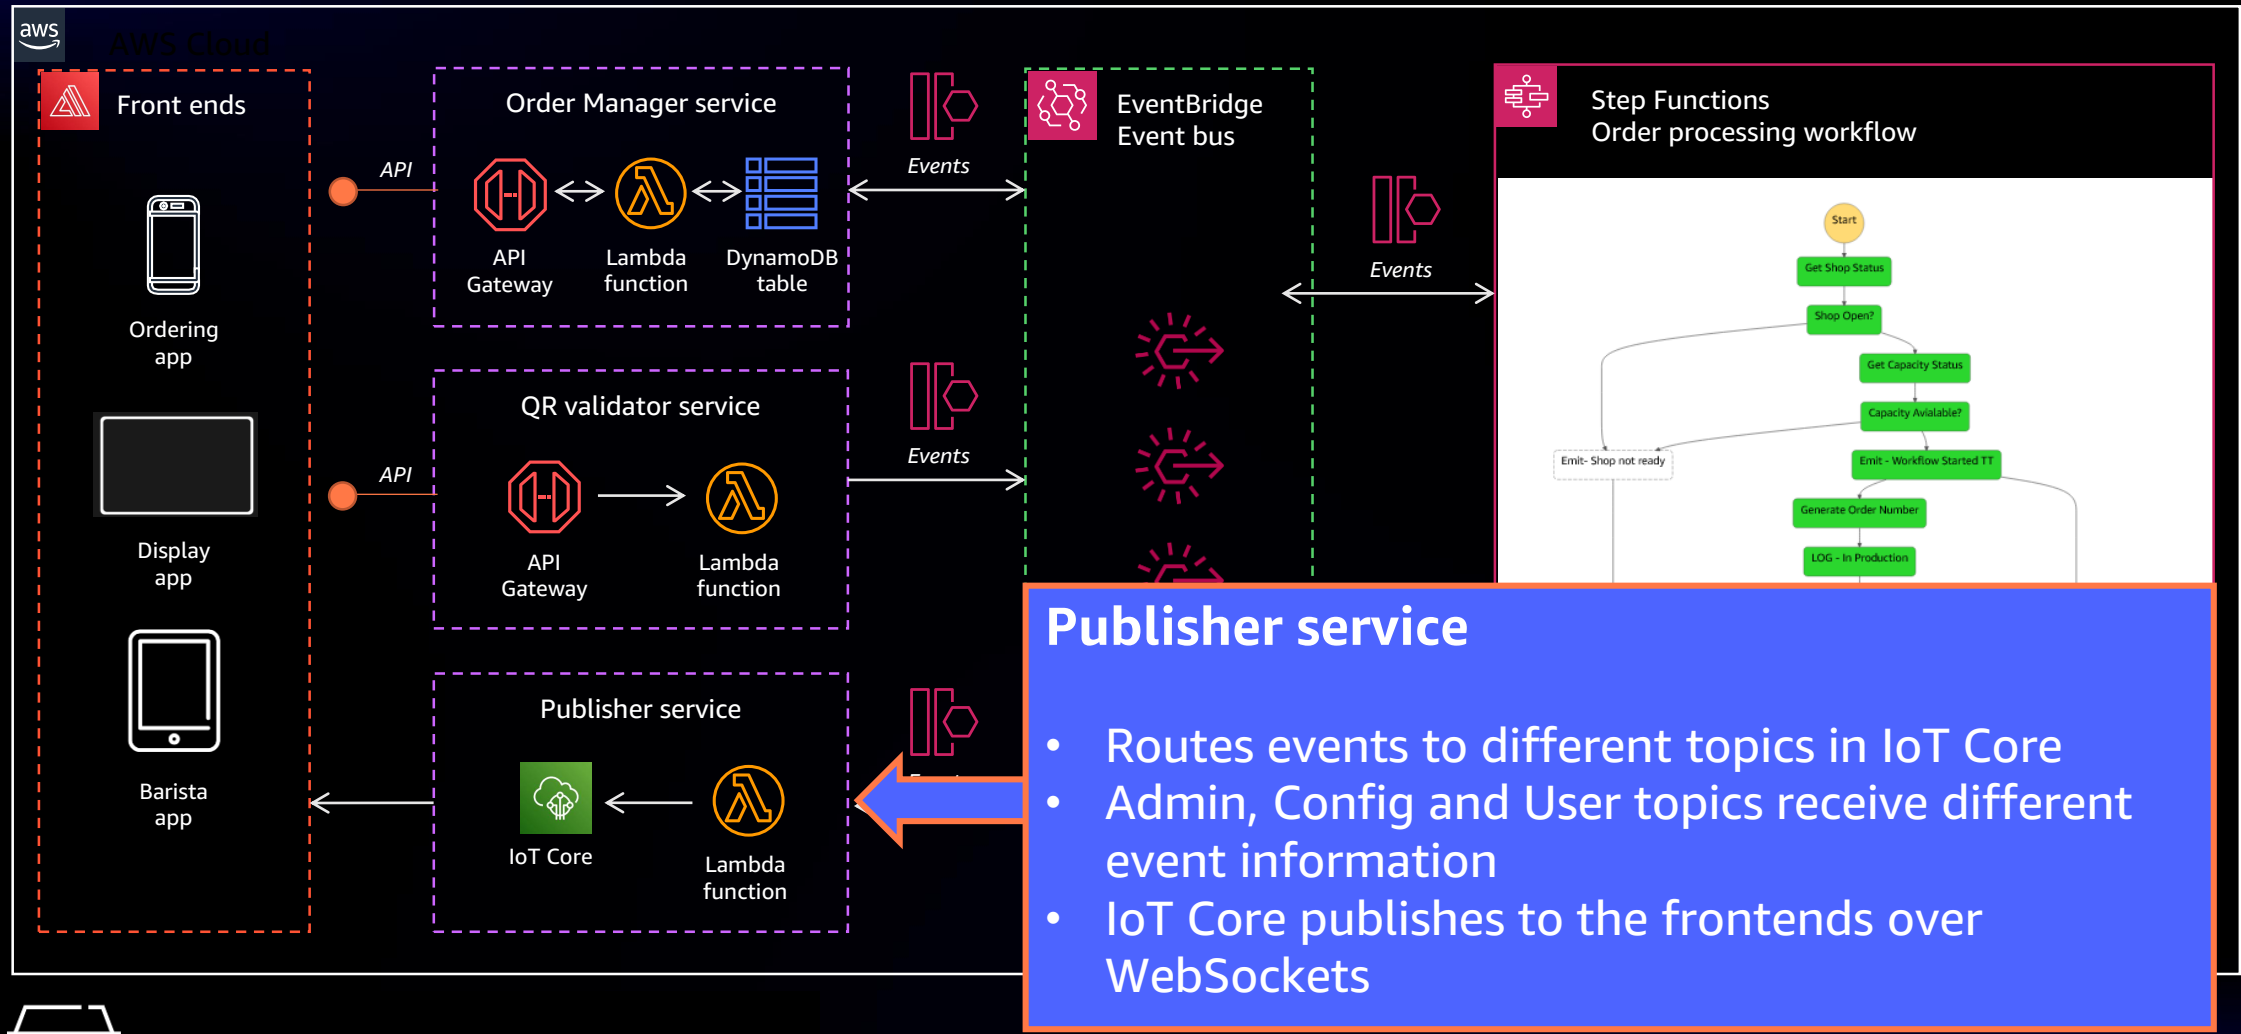 aws
AWS Cloud
Front ends
Ordering
app
Display
app
Barista
app
API
API
Order Manager service
API
Gateway
Lambda
function
DynamoDB
table
QR validator service
API
Gateway
Lambda
function
Publisher service
IoT Core
Lambda
function
Events
Events
EventBridge
Event bus
Events
Step Functions
Order processing workflow
Start
Get Shop Status
Shop Open?
Get Capacity Status
Capacity Avialable?
Emit- Shop not ready
Emit - Workflow Started TT
Generate Order Number
LOG - In Production
Publisher service
• Routes events to different topics in IoT Core
• Admin, Config and User topics receive different
event information
• IoT Core publishes to the frontends over
WebSockets